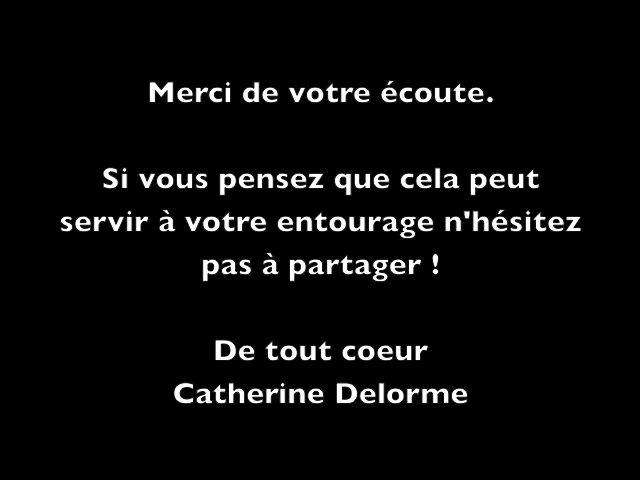 Merci de votre écoute.
Si vous pensez que cela peut
servir à votre entourage n'hésitez
pas à partager !
De tout coeur
Catherine Delorme